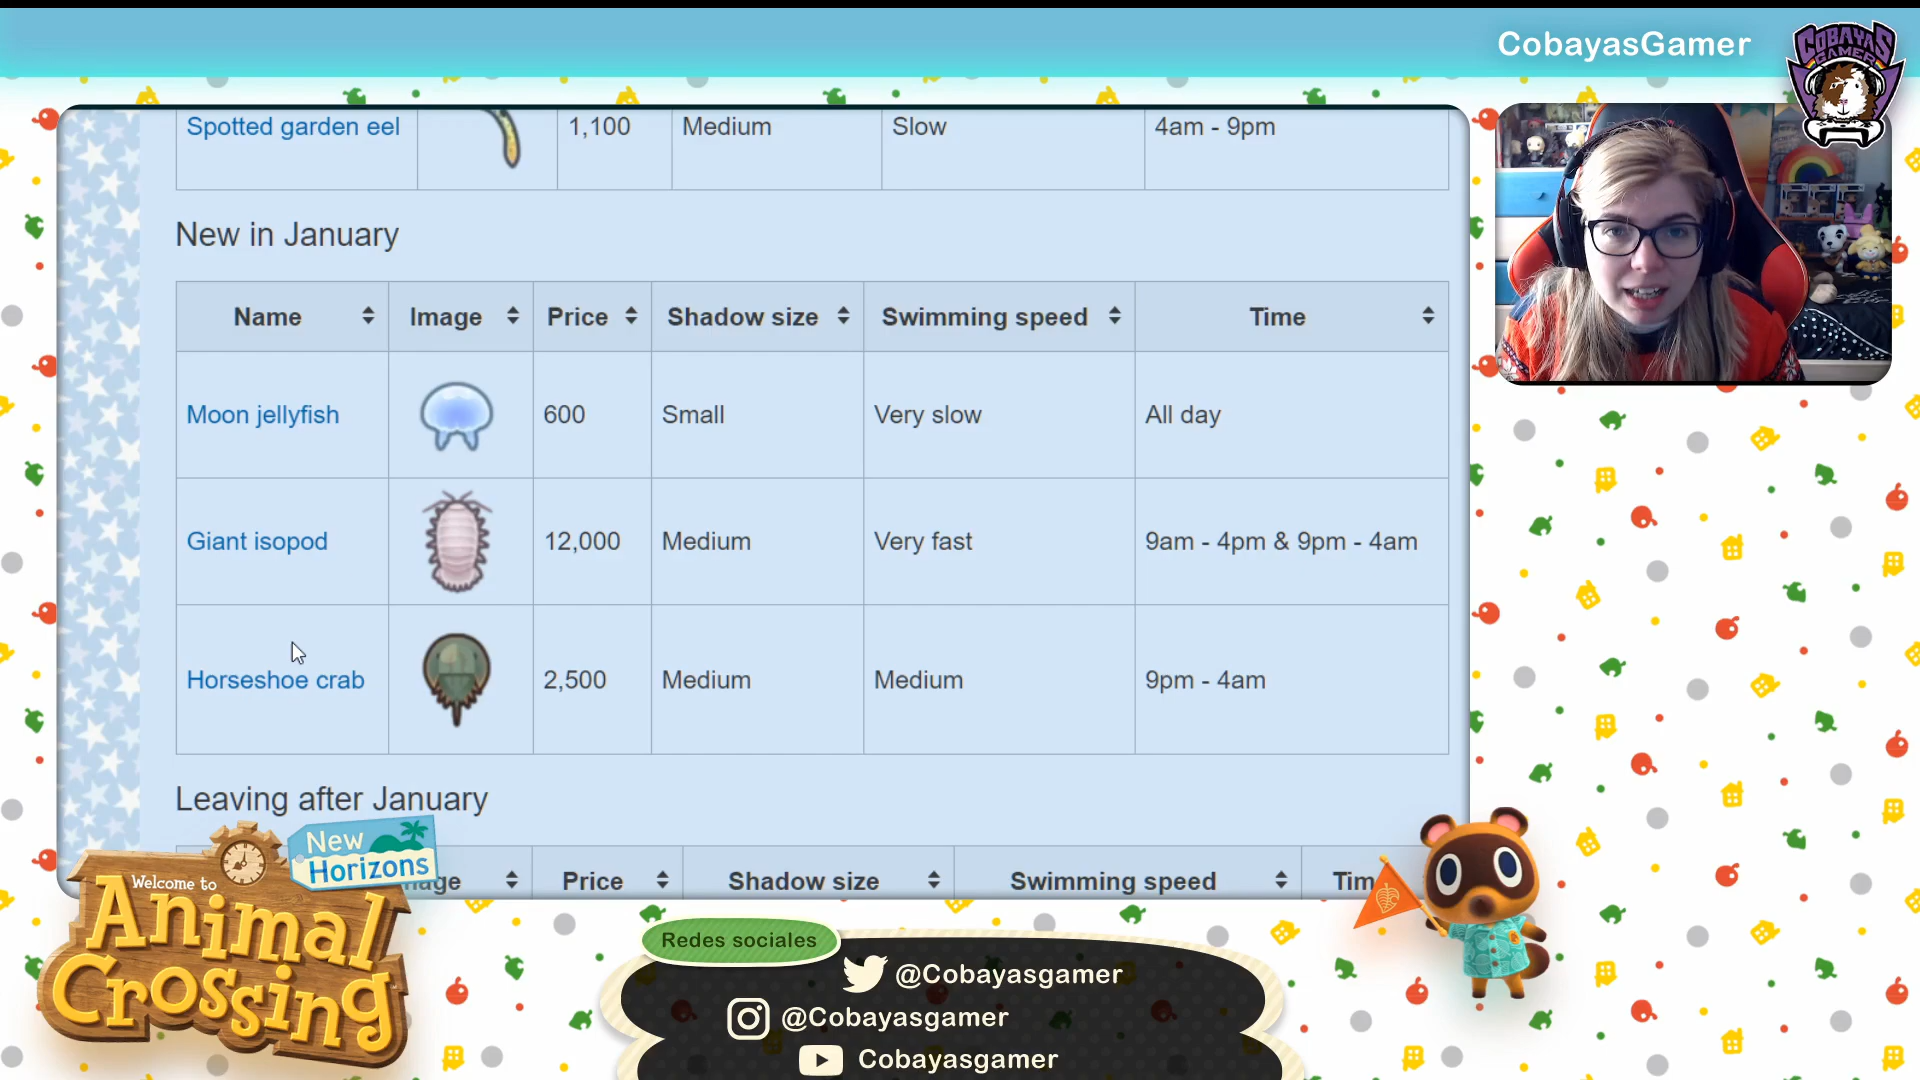 CobayasGamer
COBAYAS
GAMER
Spotted garden eel 1,100 Medium Slow 4am - 9pm
New in January
Name Image Price Shadow size Swimming speed Time
Moon jellyfish 600 Small Very slow All day
Giant isopod 12,000 Medium Very fast 9am - 4pm & 9pm - 4am
Horseshoe crab 2,500 Medium Medium 9pm - 4am
Leaving after January
Price Shadow size Swimming speed
Welcome to
Animal
Crossing
New
Horizons
Redes sociales
@Cobayasgamer
@Cobayasgamer
Cobayasgamer